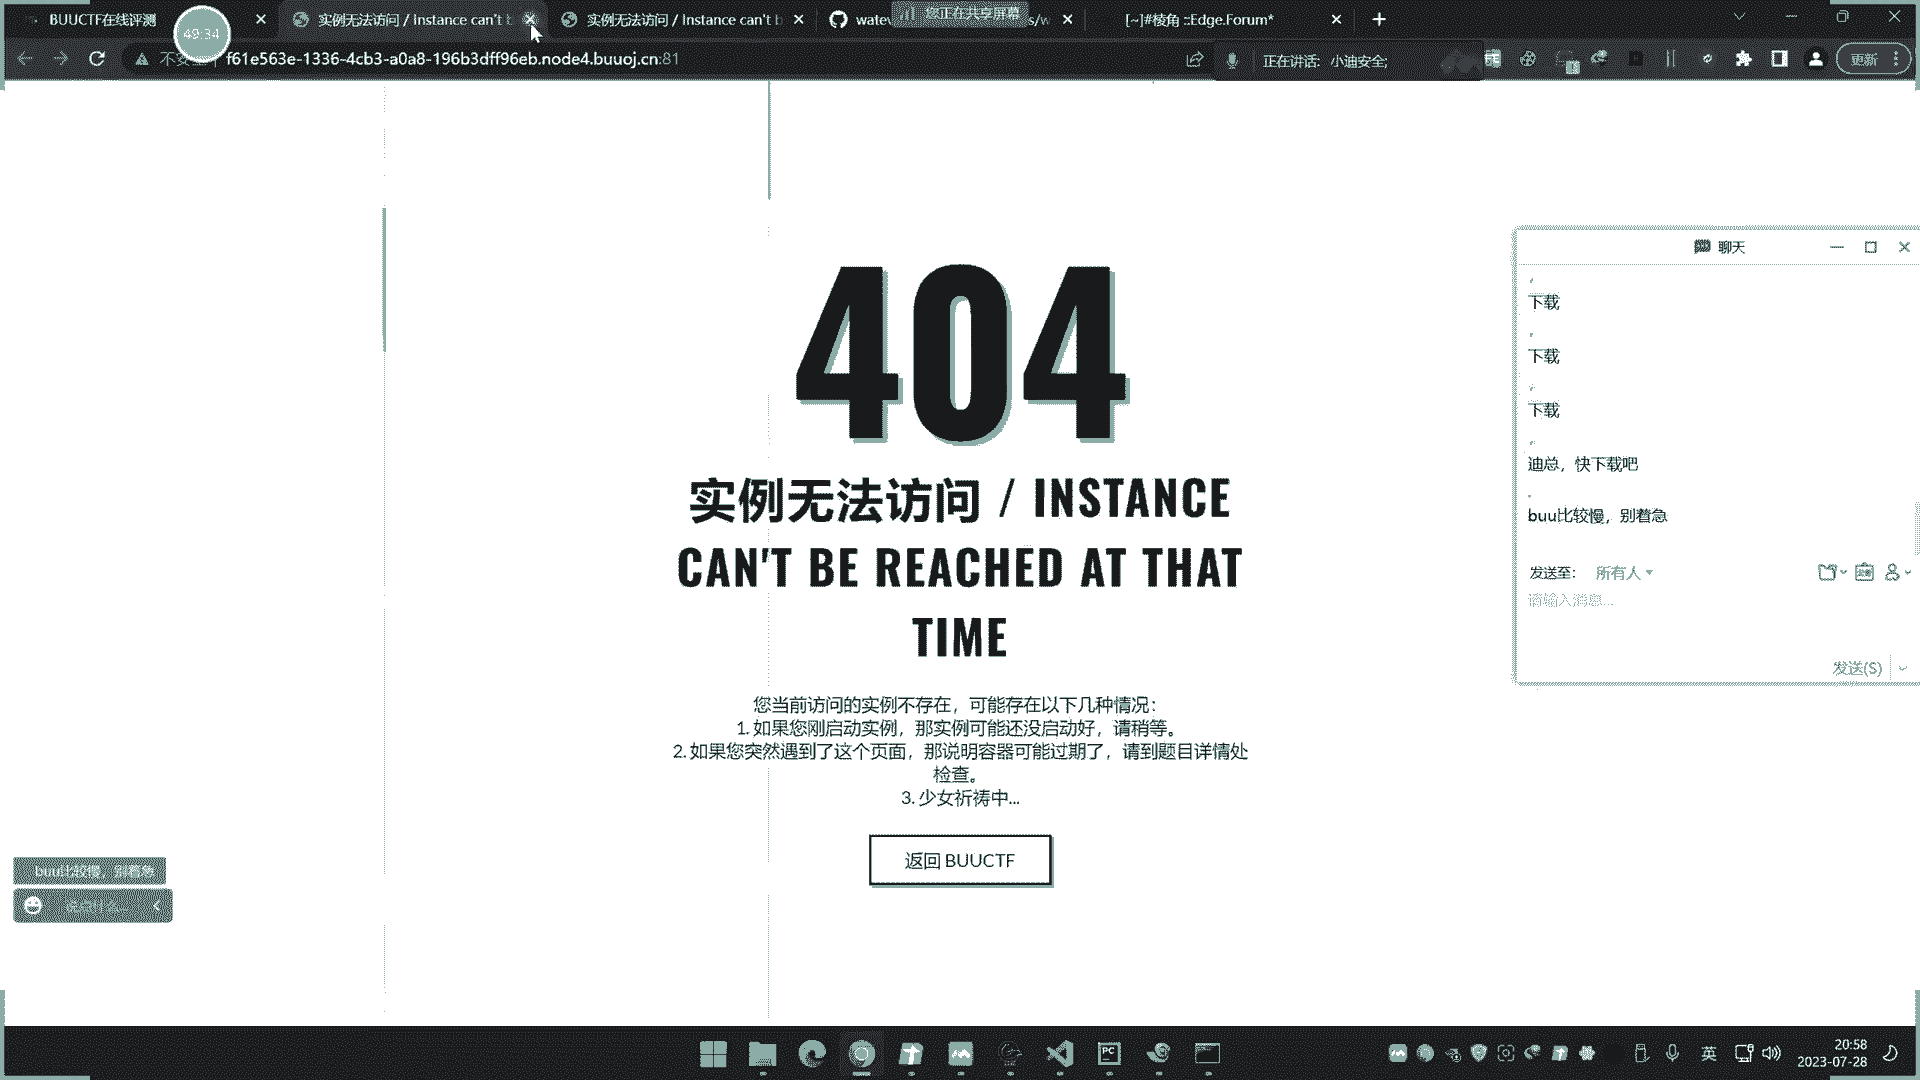 BUUCTF在线评测
实例无法访问 / Instance can't b
实例无法访问 / Instance can't b
您正在共享屏幕
[~]#棱角 ::Edge.Forum*
49:34
f61e563e-1336-4cb3-a0a8-196b3dff96eb.node4.buuoj.cn:81
正在讲话: 小迪安全;
更新
404
实例无法访问 / INSTANCE
CAN'T BE REACHED AT THAT
TIME
您当前访问的实例不存在，可能存在以下几种情况：
1. 如果您刚启动实例，那实例可能还没启动好，请稍等。
2. 如果您突然遇到了这个页面，那说明容器可能过期了，请到题目详情处
检查。
3. 少女祈祷中...
返回 BUUCTF
聊天
下载
下载
下载
迪总，快下载吧
buu比较慢，别着急
发送至: 所有人
请输入消息...
发送(S)
buu比较慢，别着急
说点什么...
英
20:58
2023-07-28